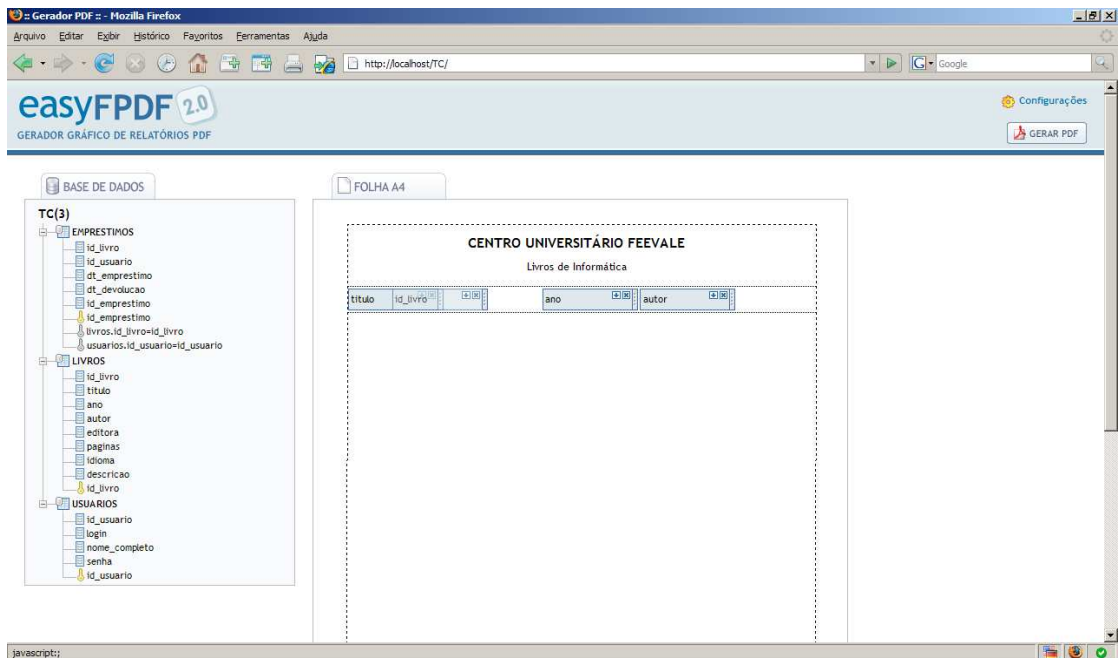 :: Gerador PDF :: - Mozilla Firefox
Arquivo Editar Exibir Histórico Favoritos Ferramentas Ajuda
http://localhost/TC/
G Google
easyFPDF 2.0
GERADOR GRÁFICO DE RELATÓRIOS PDF
Configurações
GERAR PDF
BASE DE DADOS
TC(3)
EMPRESTIMOS
id_livro
id_usuario
dt_emprestimo
dt_devolucao
id_emprestimo
id_emprestimo
livros.id_livro=id_livro
usuarios.id_usuario=id_usuario
LIVROS
id_livro
titulo
ano
autor
editora
paginas
idioma
descricao
id_livro
USUARIOS
id_usuario
login
nome_completo
senha
id_usuario
FOLHA A4
CENTRO UNIVERSITÁRIO FEEVALE
Livros de Informática
titulo id_livro ano autor
javascript:;